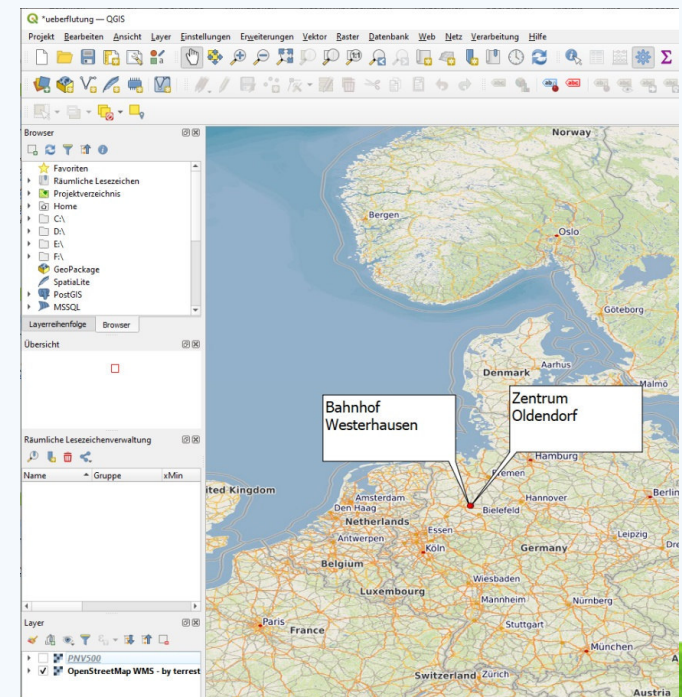 *ueberflutung — QGIS
Projekt Bearbeiten Ansicht Layer Einstellungen Erweiterungen Vektor Raster Datenbank Web Netz Verarbeitung Hilfe
Browser
Favoriten
Räumliche Lesezeichen
Projektverzeichnis
Home
C:\
D:\
E:\
F:\
GeoPackage
SpatiaLite
PostGIS
MSSQL
Layerreihenfolge Browser
Übersicht
Räumliche Lesezeichenverwaltung
Name Gruppe xMin
Layer
PNV500
OpenStreetMap WMS - by terrest
Norway
Bergen
Oslo
Göteborg
Aarhus
Denmark
Malmö
Bahnhof
Westerhausen
Zentrum
Oldendorf
Hamburg
Bremen
ited Kingdom
Amsterdam
Hannover
Berlin
Den Haag
Bielefeld
Netherlands
Essen
Leipzig
Antwerpen
Köln
Germany
Dre
Belgium
Wiesbaden
Luxembourg
Mannheim
Nürnberg
Paris
Stuttgart
France
München
Switzerland
Zürich
A
Austria